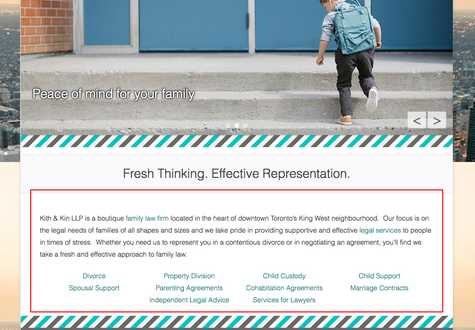 Peace of mind for your family
< >
Fresh Thinking. Effective Representation.
Kith & Kin LLP is a boutique family law firm located in the heart of downtown Toronto's King West neighbourhood. Our focus is
on the legal needs of families of all shapes and sizes and we take pride in providing supportive and effective legal services to people
in times of stress. Whether you need us to represent you in a contentious divorce or in negotiating an agreement, you'll find we
take a fresh and effective approach to family law.
Divorce Property Division Child Custody Child Support
Spousal Support Parenting Agreements Cohabitation Agreements Marriage Contracts
Independent Legal Advice Services for Lawyers